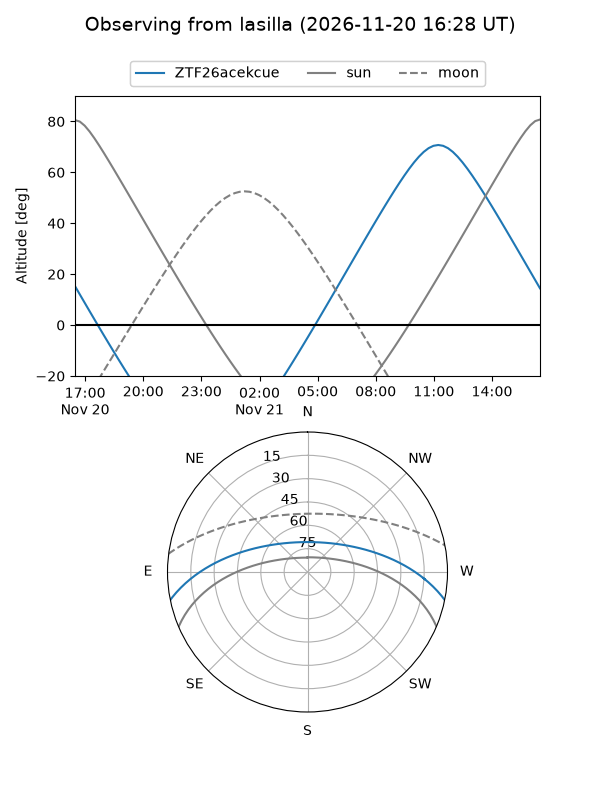 Observing from lasilla (2026-11-20 16:28 UT)
ZTF26acekcue sun moon
Altitude [deg]
80
60
40
20
0
−20
17:00 20:00 23:00 02:00 05:00 08:00 11:00 14:00
Nov 20 Nov 21
N
NE NW
15
30
45
60
75
E W
SE SW
S